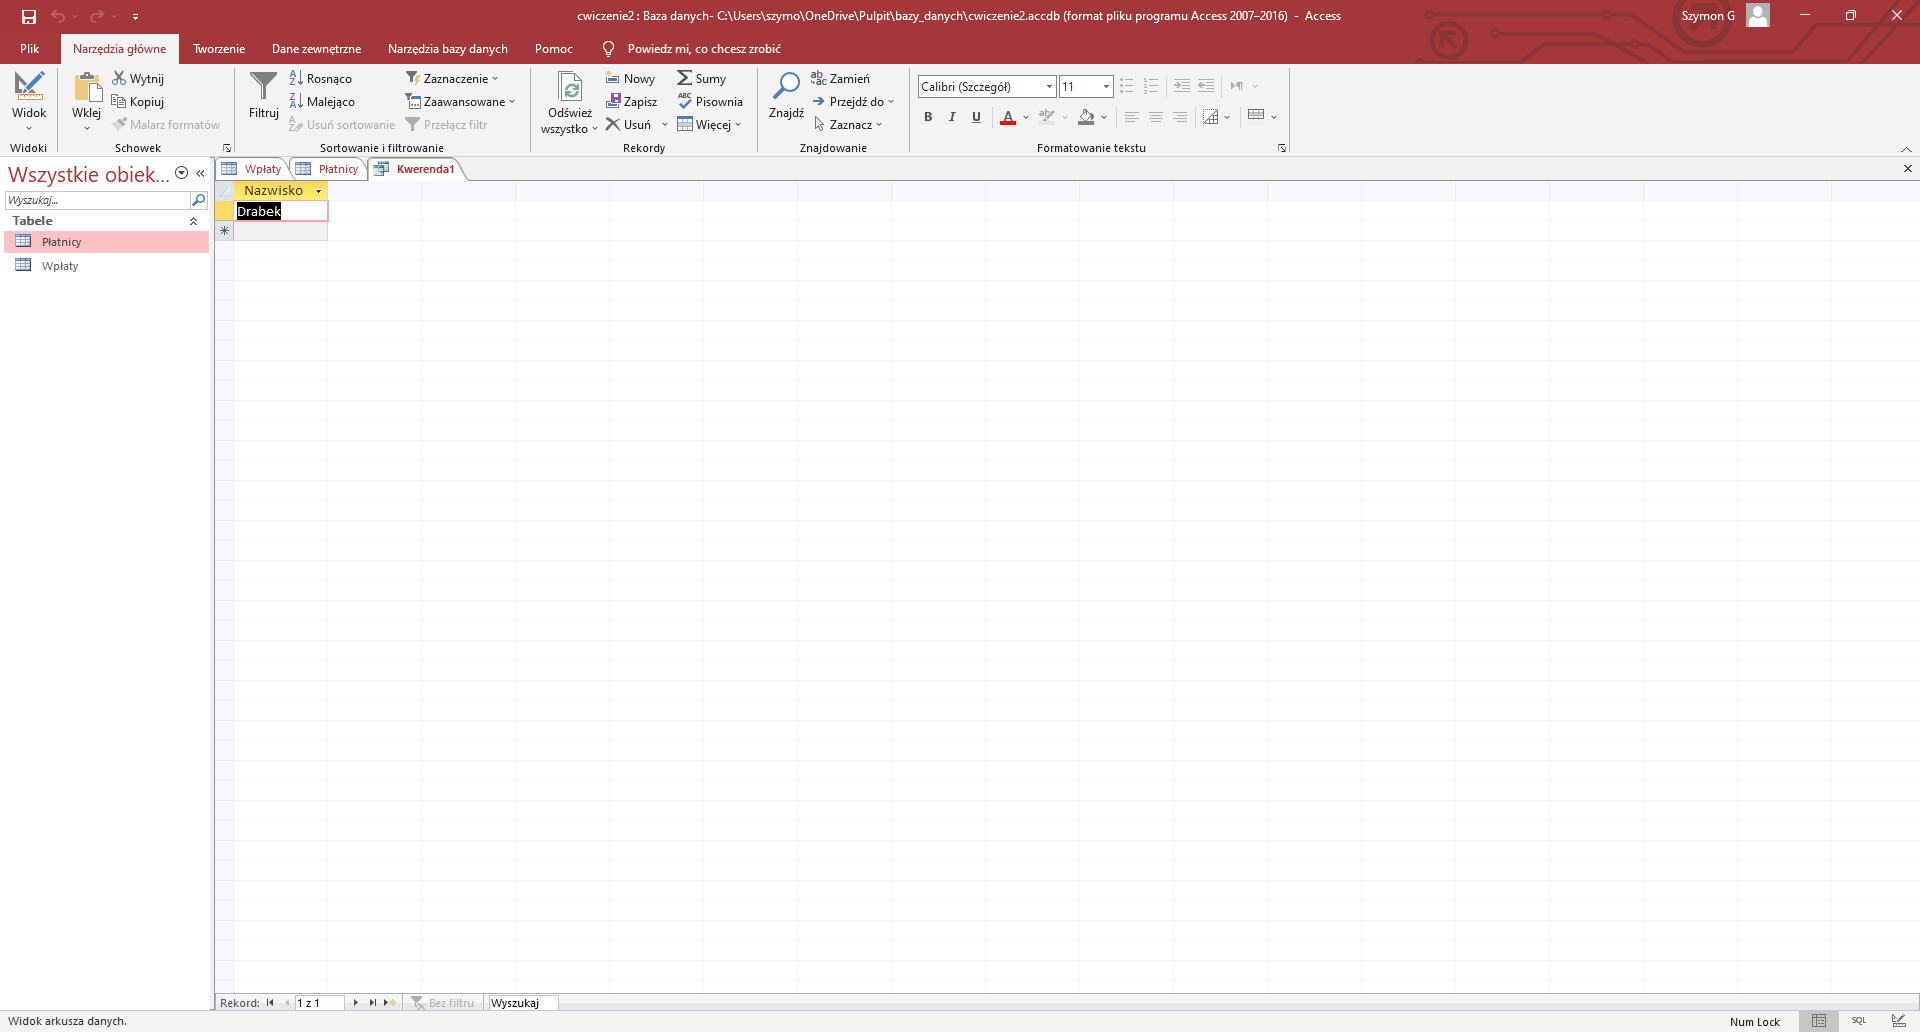 cwiczenie2 : Baza danych- C:\Users\szymo\OneDrive\Pulpit\bazy_danych\cwiczenie2.accdb (format pliku programu Access 2007–2016) - Access
Szymon G
Plik
Narzędzia główne
Tworzenie
Dane zewnętrzne
Narzędzia bazy danych
Pomoc
Powiedz mi, co chcesz zrobić
Widok
Widoki
Wklej
Wytnij
Kopiuj
Malarz formatów
Schowek
Filtruj
Rosnąco
Malejąco
Usuń sortowanie
Zaznaczenie
Zaawansowane
Przełącz filtr
Sortowanie i filtrowanie
Odśwież
wszystko
Nowy
Zapisz
Usuń
Sumy
Pisownia
Więcej
Rekordy
Znajdź
Zamień
Przejdź do
Zaznacz
Znajdowanie
Calibri (Szczegół)
11
B I U
Formatowanie tekstu
Wszystkie obiek...
Wyszukaj...
Tabele
Płatnicy
Wpłaty
Wpłaty
Płatnicy
Kwerenda1
Nazwisko
Drabek
Rekord:
1 z 1
Bez filtru
Wyszukaj
Widok arkusza danych.
Num Lock
SQL